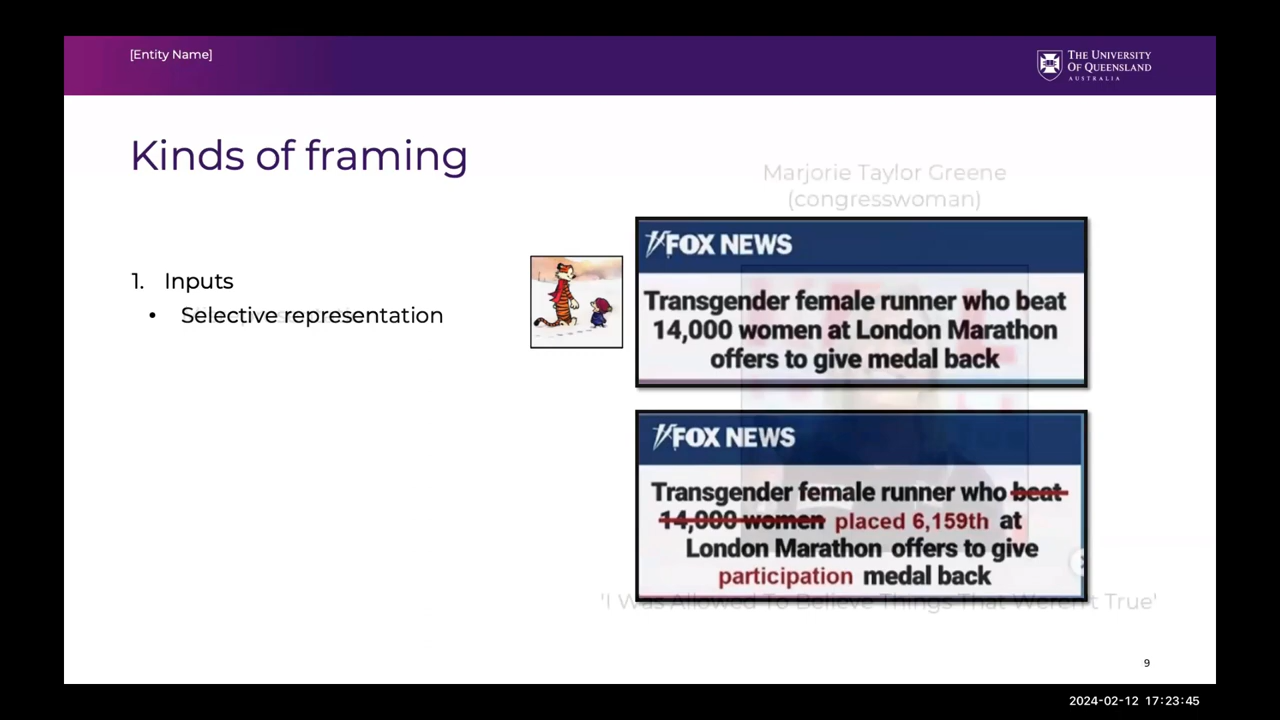 [Entity Name]
THE UNIVERSITY
OF QUEENSLAND
AUSTRALIA
Kinds of framing
Marjorie Taylor Greene
(congresswoman)
1. Inputs
• Selective representation
FOX NEWS
Transgender female runner who beat
14,000 women at London Marathon
offers to give medal back
FOX NEWS
Transgender female runner who beat
14,000 women placed 6,159th at
London Marathon offers to give
participation medal back
'I Was Allowed To Believe Things That Weren't True'
9
2024-02-12 17:23:45